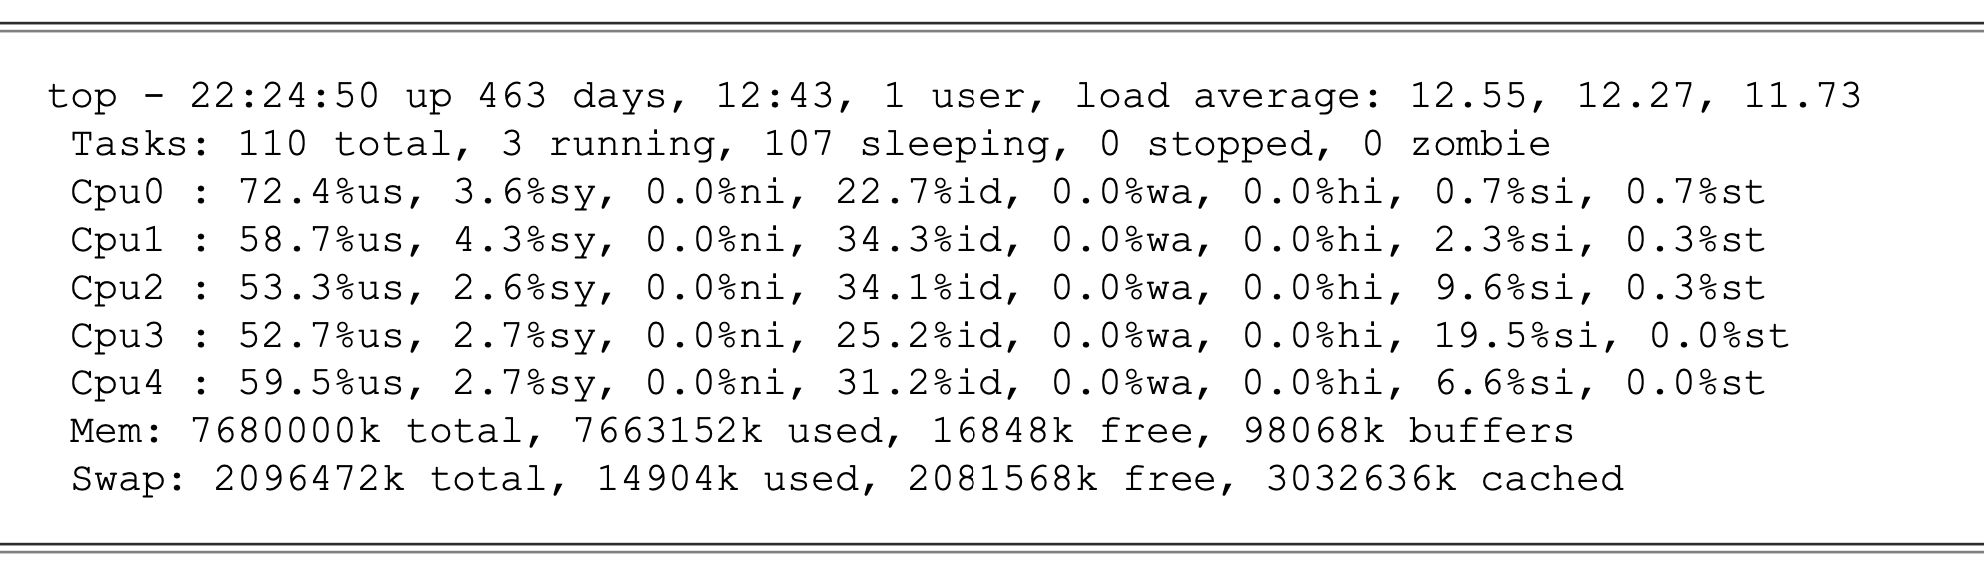 top - 22:24:50 up 463 days, 12:43, 1 user, load average: 12.55, 12.27, 11.73
Tasks: 110 total, 3 running, 107 sleeping, 0 stopped, 0 zombie
Cpu0 : 72.4%us, 3.6%sy, 0.0%ni, 22.7%id, 0.0%wa, 0.0%hi, 0.7%si, 0.7%st
Cpu1 : 58.7%us, 4.3%sy, 0.0%ni, 34.3%id, 0.0%wa, 0.0%hi, 2.3%si, 0.3%st
Cpu2 : 53.3%us, 2.6%sy, 0.0%ni, 34.1%id, 0.0%wa, 0.0%hi, 9.6%si, 0.3%st
Cpu3 : 52.7%us, 2.7%sy, 0.0%ni, 25.2%id, 0.0%wa, 0.0%hi, 19.5%si, 0.0%st
Cpu4 : 59.5%us, 2.7%sy, 0.0%ni, 31.2%id, 0.0%wa, 0.0%hi, 6.6%si, 0.0%st
Mem: 7680000k total, 7663152k used, 16848k free, 98068k buffers
Swap: 2096472k total, 14904k used, 2081568k free, 3032636k cached